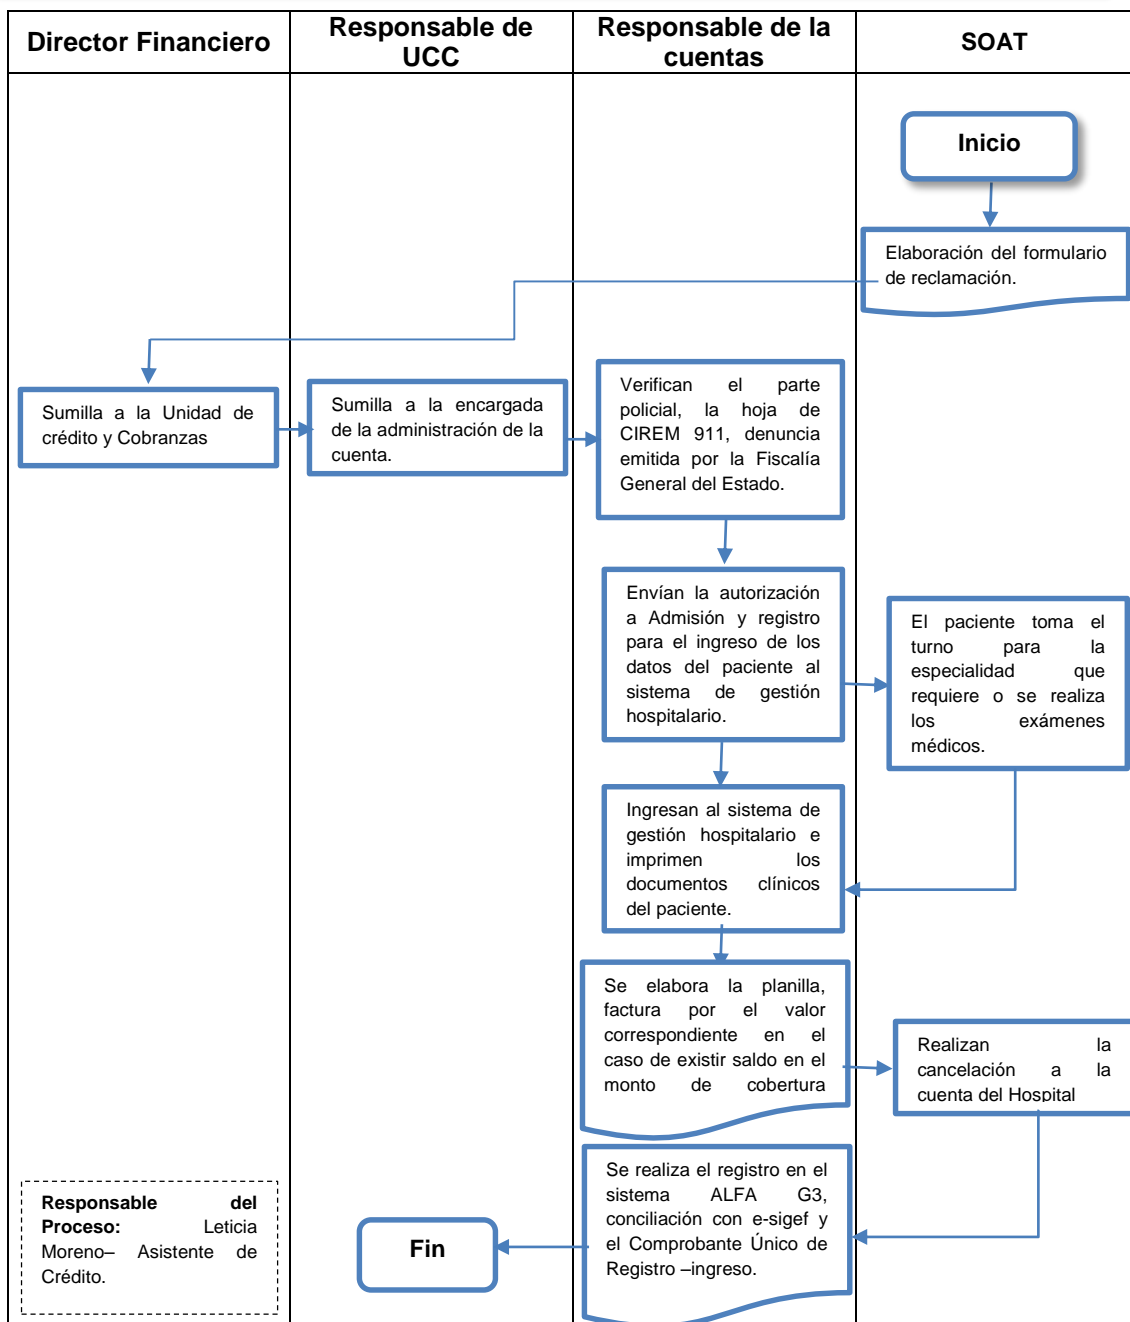 Director Financiero
Responsable de
UCC
Responsable de la
cuentas
SOAT
Inicio
Elaboración del formulario
de reclamación.
Sumilla a la Unidad de
crédito y Cobranzas
Sumilla a la encargada
de la administración de la
cuenta.
Verifican el parte
policial, la hoja de
CIREM 911, denuncia
emitida por la Fiscalía
General del Estado.
Envían la autorización
a Admisión y registro
para el ingreso de los
datos del paciente al
sistema de gestión
hospitalario.
El paciente toma el
turno para la
especialidad que
requiere o se realiza
los exámenes
médicos.
Ingresan al sistema de
gestión hospitalario e
imprimen los
documentos clínicos
del paciente.
Se elabora la planilla,
factura por el valor
correspondiente en el
caso de existir saldo en el
monto de cobertura
Realizan la
cancelación a la
cuenta del Hospital
Se realiza el registro en el
sistema ALFA G3,
conciliación con e-sigef y
el Comprobante Único de
Registro –ingreso.
Fin
Responsable del
Proceso: Leticia
Moreno– Asistente de
Crédito.